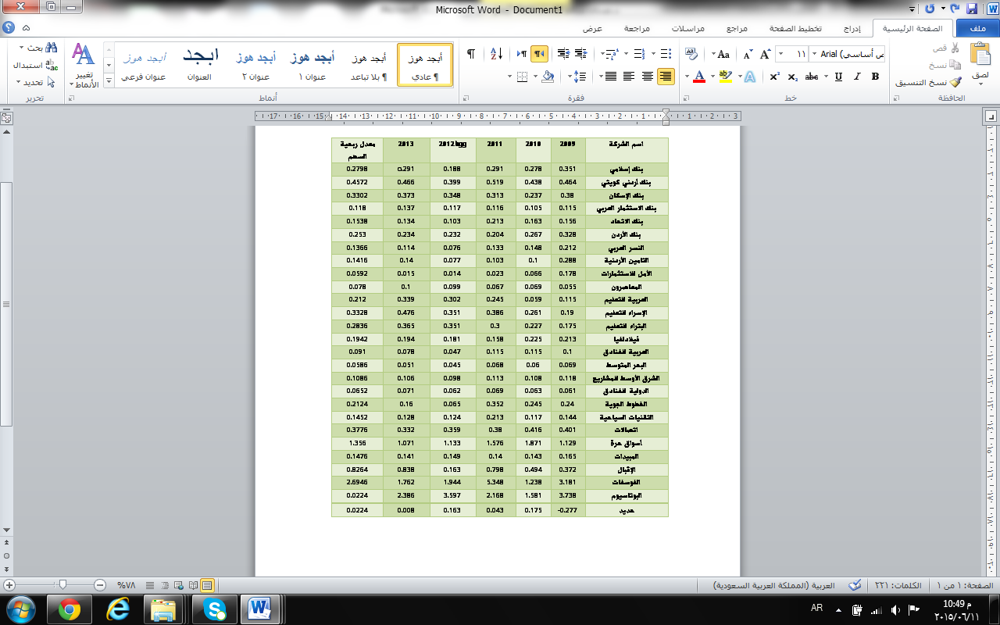 Microsoft Word - Document1
ملف الصفحة الرئيسية إدراج تخطيط الصفحة مراجع مراسلات مراجعة عرض
لصق
قص
نسخ
نسخ التنسيق
الحافظة
ص أساسي) Arial ١١
خط
فقرة
أبجد هوز أبجد هوز أبجد هوز أبجد هوز أبجد أبجد هوز
عادي ¶ بلا تباعد ¶ عنوان ١ عنوان ٢ العنوان عنوان فرعي
تغيير الأنماط
أنماط
بحث
استبدال
تحديد
تحرير
3 2 1 1 2 3 4 5 6 7 8 9 10 11 12 13 14 15 16 17
اسم الشركة 2009 2010 2011 2012hgg 2013 معدل ربحية السهم
بنك إسلامي 0.351 0.278 0.291 0.188 0.291 0.2798
بنك أردني كويتي 0.464 0.438 0.519 0.399 0.466 0.4572
بنك الإسكان 0.38 0.237 0.313 0.348 0.373 0.3302
بنك الاستثمار العربي 0.115 0.105 0.116 0.117 0.137 0.118
بنك الاتحاد 0.156 0.163 0.213 0.103 0.134 0.1538
بنك الأردن 0.328 0.267 0.204 0.232 0.234 0.253
النسر العربي 0.212 0.148 0.133 0.076 0.114 0.1366
التامين الأردنية 0.288 0.1 0.103 0.077 0.14 0.1416
الأمل للاستثمارات 0.178 0.066 0.023 0.014 0.015 0.0592
المعاصرون 0.055 0.069 0.067 0.099 0.1 0.078
العربية للتعليم 0.115 0.059 0.245 0.302 0.339 0.212
الإسراء للتعليم 0.19 0.261 0.386 0.351 0.476 0.3328
البتراء للتعليم 0.175 0.227 0.3 0.351 0.365 0.2836
فيلادلفيا 0.213 0.225 0.158 0.181 0.194 0.1942
العربية للفنادق 0.1 0.115 0.115 0.047 0.078 0.091
البحر المتوسط 0.069 0.06 0.068 0.045 0.051 0.0586
الشرق الأوسط للمشاريع 0.118 0.108 0.113 0.098 0.106 0.1086
الدولية للفنادق 0.061 0.063 0.069 0.062 0.071 0.0652
الخطوط الجوية 0.24 0.245 0.352 0.065 0.16 0.2124
التقنيات السياحية 0.144 0.117 0.213 0.124 0.128 0.1452
اتصالات 0.401 0.416 0.38 0.359 0.332 0.3776
أسواق حرة 1.129 1.871 1.576 1.133 1.071 1.356
المبيدات 0.165 0.143 0.14 0.149 0.141 0.1476
الإقبال 0.372 0.494 0.798 0.163 0.838 0.8264
الفوسفات 3.181 1.238 5.348 1.944 1.762 2.6946
البوتاسيوم 3.738 1.581 2.168 3.597 2.386 0.0224
حديد -0.277 0.175 0.043 0.163 0.008 0.0224
الصفحة: ١ من ١ الكلمات: ٢٢١ العربية (المملكة العربية السعودية) ٧٨%
AR
10:49 م
٢٠١٥/٠٦/١١